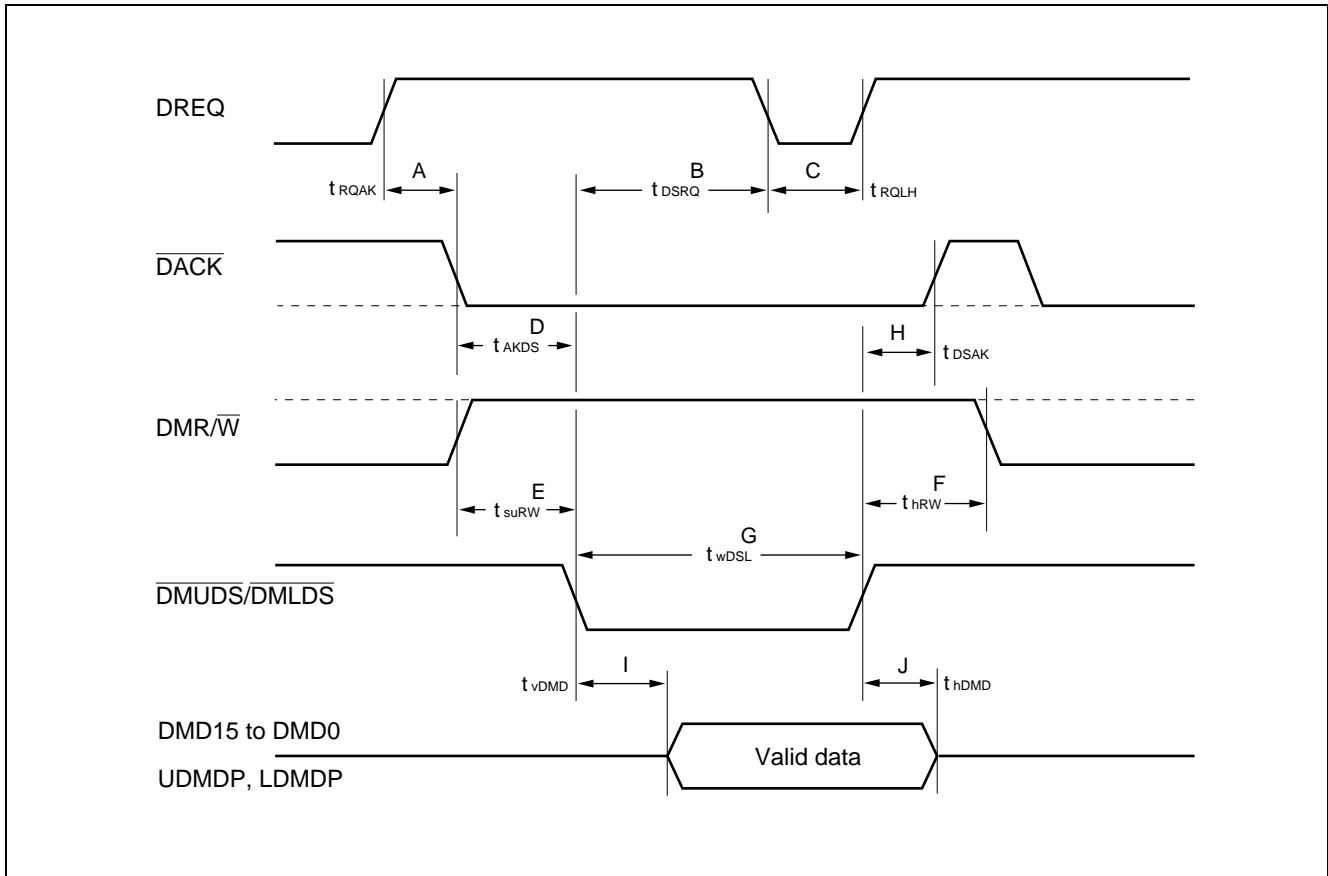 DREQ
A
B
C
t RQAK
t DSRQ
t RQLH
DACK
D
t AKDS
H
t DSAK
DMR/W
E
t suRW
F
t hRW
G
t wDSL
DMUDS/DMLDS
I
t vDMD
J
t hDMD
DMD15 to DMD0
Valid data
UDMDP, LDMDP